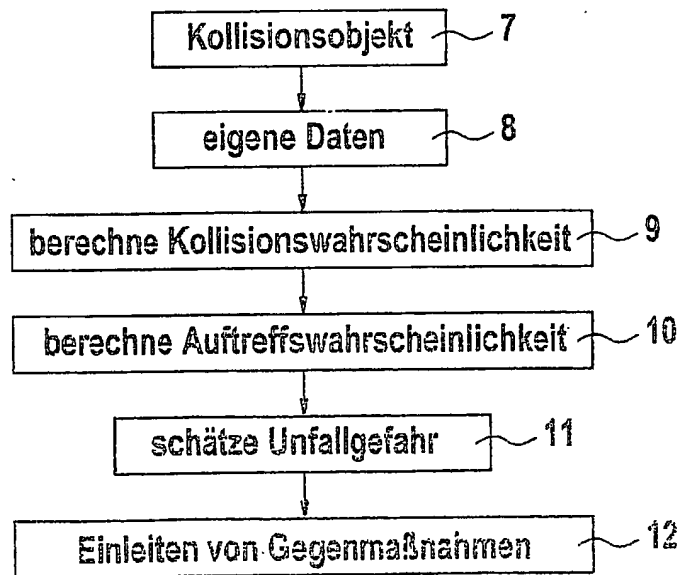 Kollisionsobjekt 7
eigene Daten 8
berechne Kollisionswahrscheinlichkeit 9
berechne Auftreffswahrscheinlichkeit 10
schätze Unfallgefahr 11
Einleiten von Gegenmaßnahmen 12